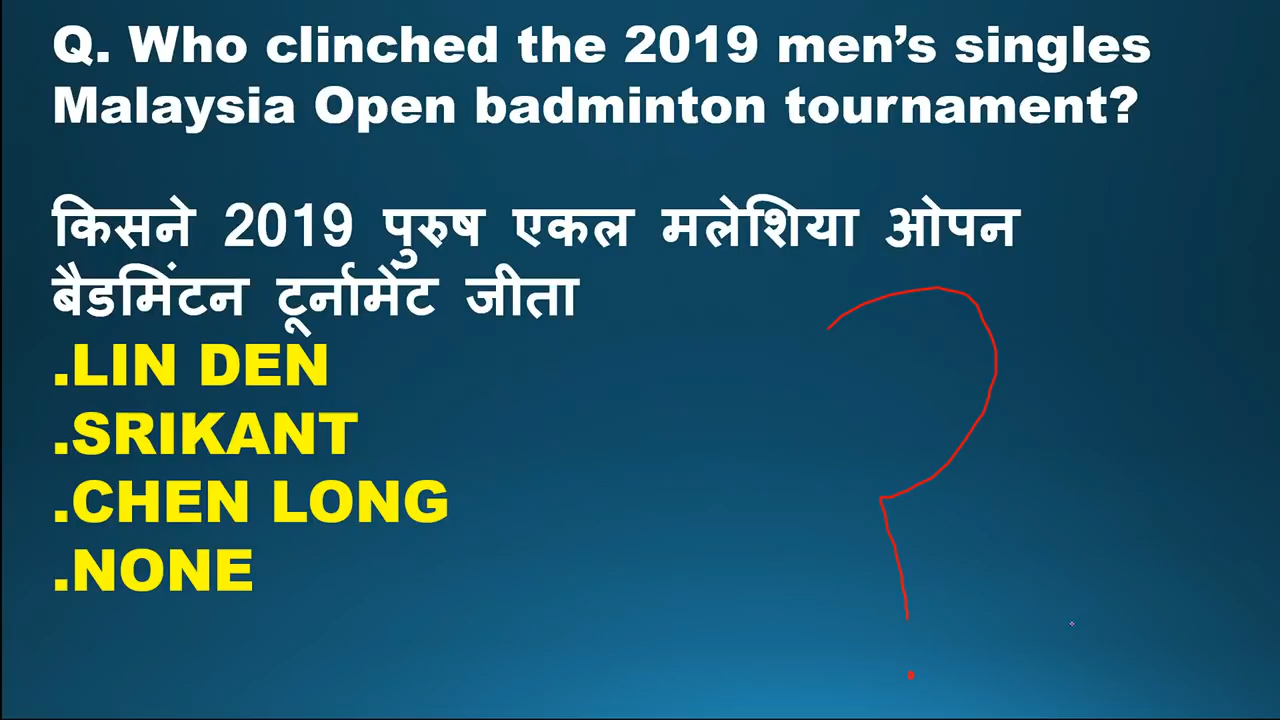 Q. Who clinched the 2019 men’s singles
Malaysia Open badminton tournament?
किसने 2019 पुरुष एकल मलेशिया ओपन
बैडमिंटन टूर्नामेंट जीता
.LIN DEN
.SRIKANT
.CHEN LONG
.NONE
?